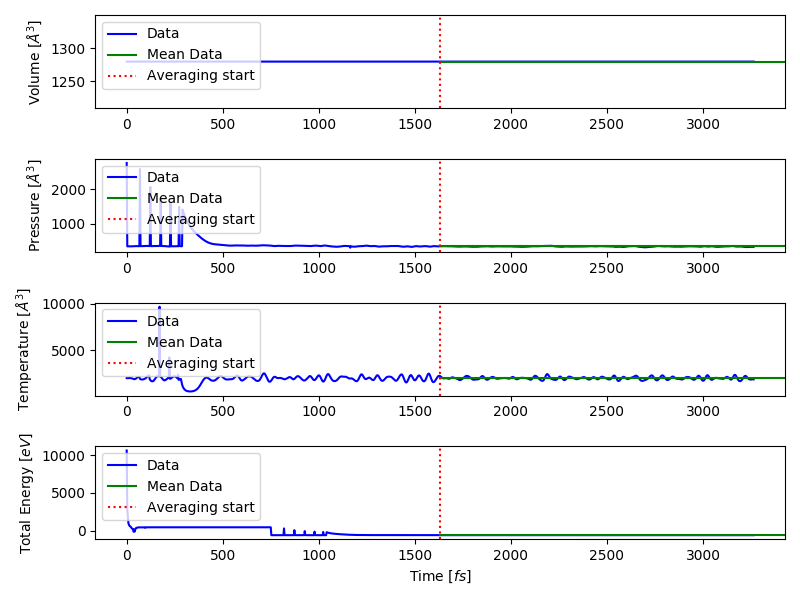 Volume [Å^3]
1300
1250
Data
Mean Data
Averaging start
0 500 1000 1500 2000 2500 3000
Pressure [Å^3]
2000
1000
Data
Mean Data
Averaging start
0 500 1000 1500 2000 2500 3000
Temperature [Å^3]
10000
5000
Data
Mean Data
Averaging start
0 500 1000 1500 2000 2500 3000
Total Energy [eV]
10000
5000
0
Data
Mean Data
Averaging start
0 500 1000 1500 2000 2500 3000
Time [fs]